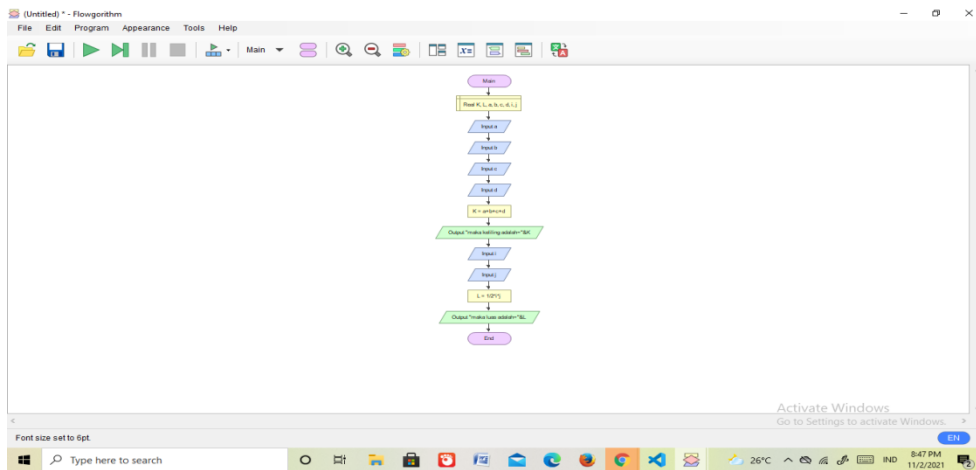 (Untitled) * - Flowgorithm
File Edit Program Appearance Tools Help
Main
Main
Real K, L, a, b, c, d, i, j
Input a
Input b
Input c
Input d
K = a+b+c+d
Output "maka keliling adalah="&K
Input i
Input j
L = 1/2*i*j
Output "maka luas adalah="&L
End
Activate Windows
Go to Settings to activate Windows.
Font size set to 6pt.
EN
Type here to search
26°C
IND
8:47 PM
11/2/2021